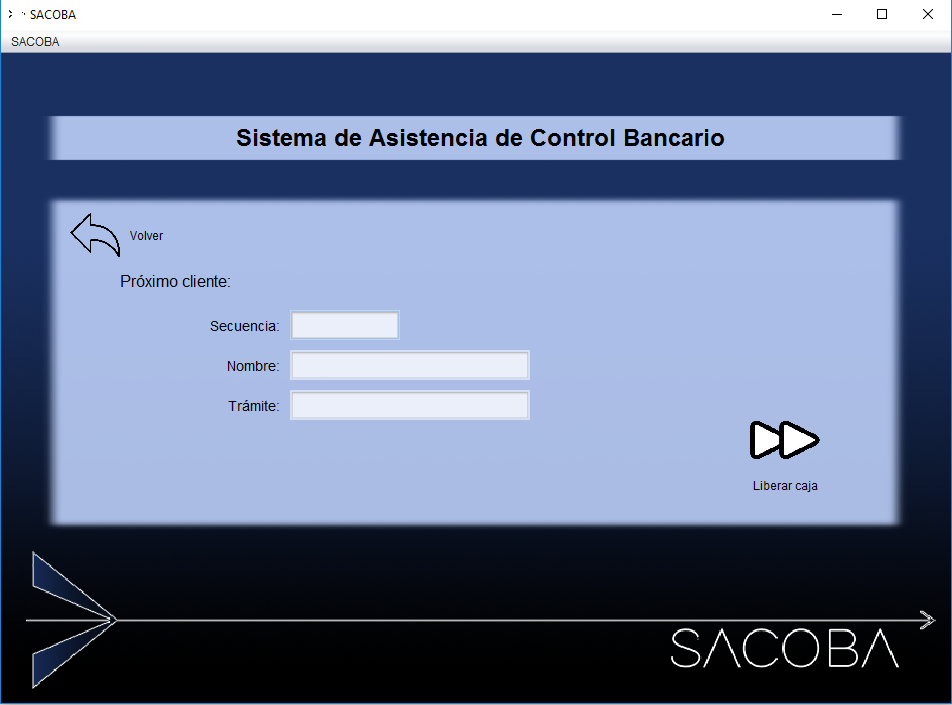 SACOBA
SACOBA
Sistema de Asistencia de Control Bancario
Volver
Próximo cliente:
Secuencia:
Nombre:
Trámite:
Liberar caja
SACOBA